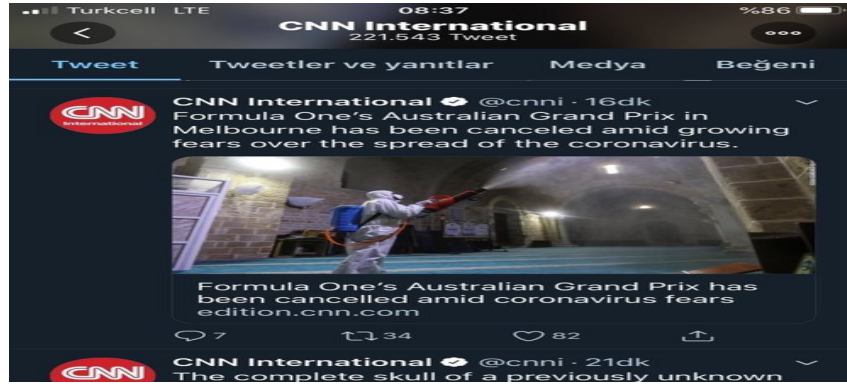 Turkcell LTE 08:37 %86
CNN International
221.543 Tweet
Tweet Tweetler ve yanıtlar Medya Beğeni
CNN International @cnni · 16dk
Formula One's Australian Grand Prix in
Melbourne has been canceled amid growing
fears over the spread of the coronavirus.
CNN
International
Formula One's Australian Grand Prix has
been cancelled amid coronavirus fears
edition.cnn.com
7 34 82
CNN International @cnni · 21dk
The complete skull of a previously unknown
CNN